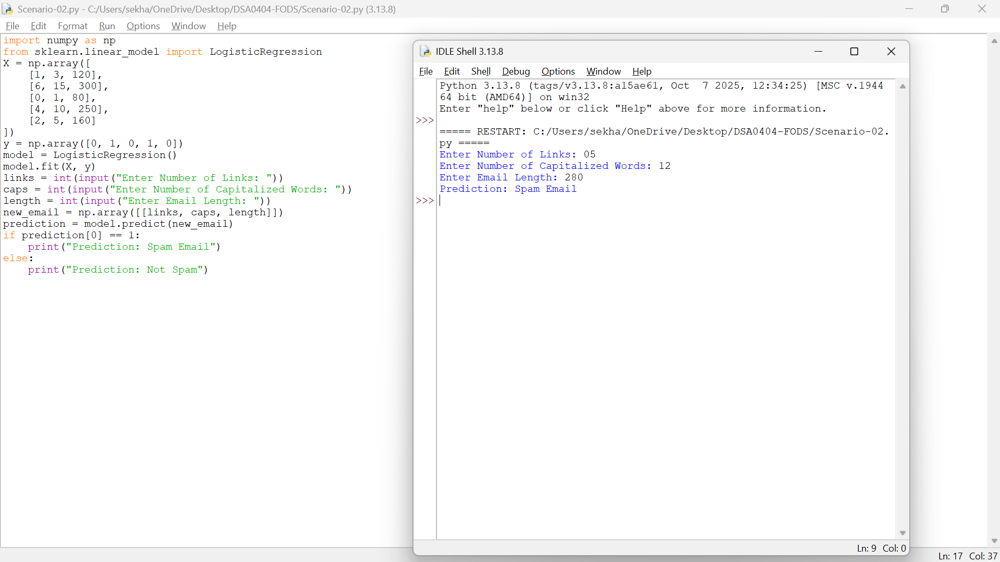 Scenario-02.py - C:/Users/sekha/OneDrive/Desktop/DSA0404-FODS/Scenario-02.py (3.13.8)
File Edit Format Run Options Window Help
import numpy as np
from sklearn.linear_model import LogisticRegression
X = np.array([
    [1, 3, 120],
    [6, 15, 300],
    [0, 1, 80],
    [4, 10, 250],
    [2, 5, 160]
])
y = np.array([0, 1, 0, 1, 0])
model = LogisticRegression()
model.fit(X, y)
links = int(input("Enter Number of Links: "))
caps = int(input("Enter Number of Capitalized Words: "))
length = int(input("Enter Email Length: "))
new_email = np.array([[links, caps, length]])
prediction = model.predict(new_email)
if prediction[0] == 1:
    print("Prediction: Spam Email")
else:
    print("Prediction: Not Spam")
IDLE Shell 3.13.8
File Edit Shell Debug Options Window Help
Python 3.13.8 (tags/v3.13.8:a15ae61, Oct  7 2025, 12:34:25) [MSC v.1944
64 bit (AMD64)] on win32
Enter "help" below or click "Help" above for more information.
>>>
===== RESTART: C:/Users/sekha/OneDrive/Desktop/DSA0404-FODS/Scenario-02.
py =====
Enter Number of Links: 05
Enter Number of Capitalized Words: 12
Enter Email Length: 280
Prediction: Spam Email
>>>
Ln: 9 Col: 0
Ln: 17 Col: 37